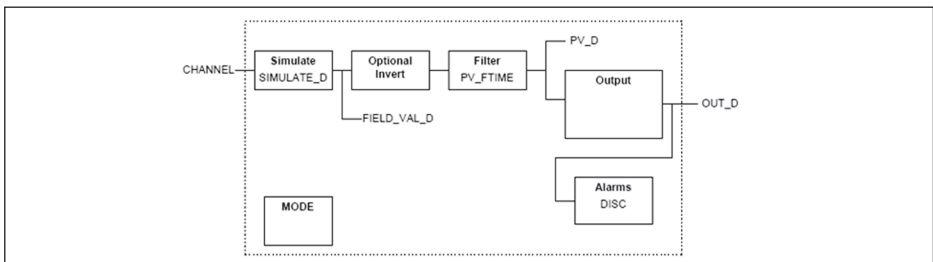 CHANNEL
Simulate
SIMULATE_D
Optional
Invert
Filter
PV_FTIME
PV_D
Output
OUT_D
FIELD_VAL_D
Alarms
DISC
MODE